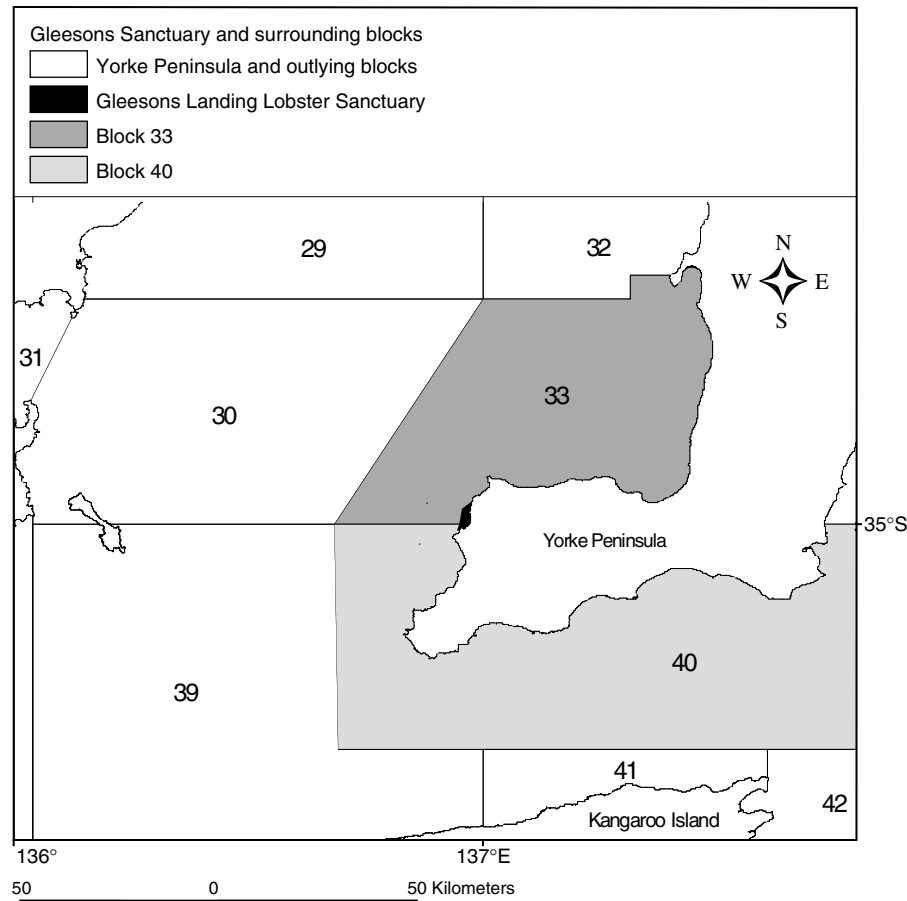 Gleesons Sanctuary and surrounding blocks
Yorke Peninsula and outlying blocks
Gleesons Landing Lobster Sanctuary
Block 33
Block 40
29
32
N
W E
S
31
30
33
35°S
Yorke Peninsula
40
39
41
42
Kangaroo Island
136° 137°E
50 0 50 Kilometers